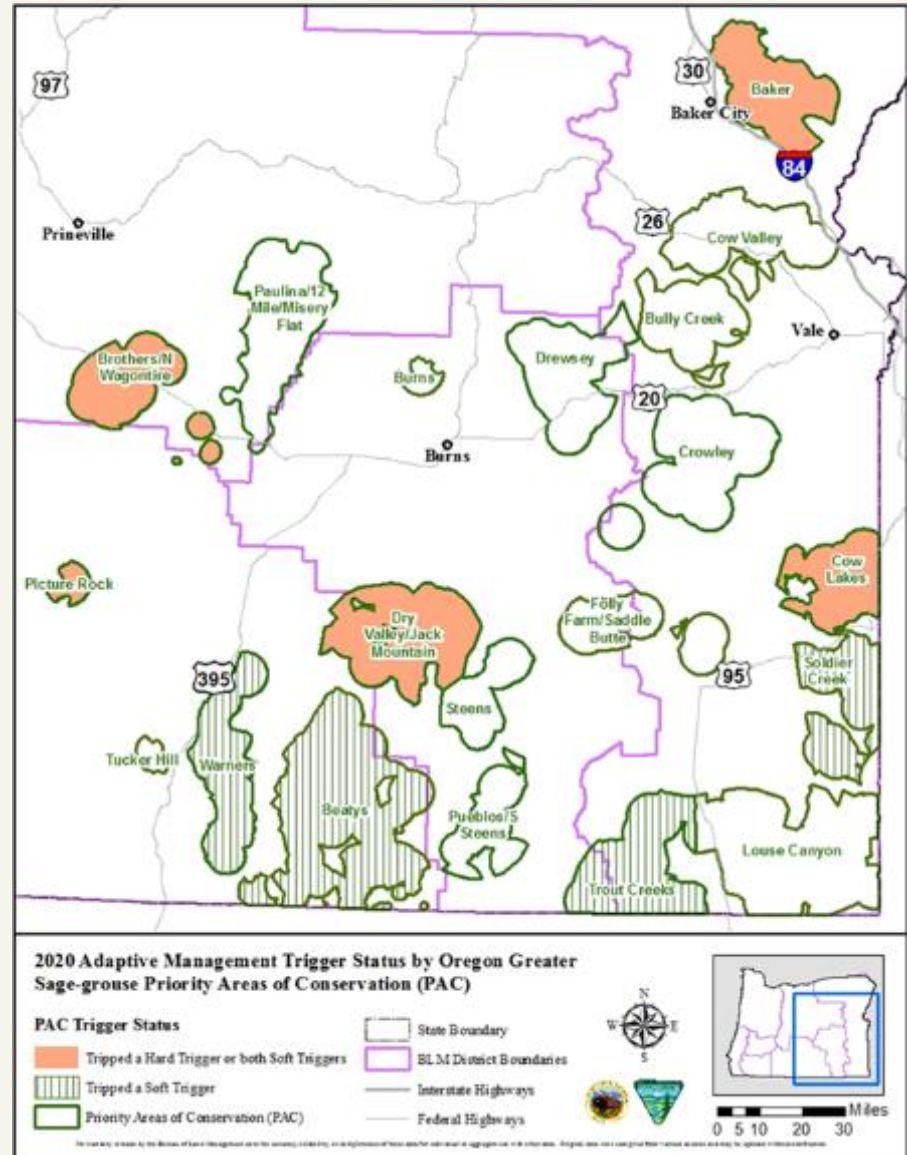 97
30
Baker
Baker City
84
Prineville
26
Cow Valley
Paulina/12
Mile/Misery
Flat
Bully Creek
Vale
Brothers/N
Wagontire
Burns
Drewsey
20
Burns
Crowley
Picture Rock
Cow
Lakes
Dry
Valley/Jack
Mountain
Folly
Farm/Saddle
Butte
395
95
Soldier
Creek
Steens
Tucker Hill
Warners
Beatys
Pueblos/S
Steens
Louse Canyon
Trout Creeks
2020 Adaptive Management Trigger Status by Oregon Greater
Sage-grouse Priority Areas of Conservation (PAC)
PAC Trigger Status
Tripped a Hard Trigger or both Soft Triggers
Tripped a Soft Trigger
Priority Areas of Conservation (PAC)
State Boundary
BLM District Boundaries
Interstate Highways
Federal Highways
N
W E
S
Miles
0 5 10 20 30